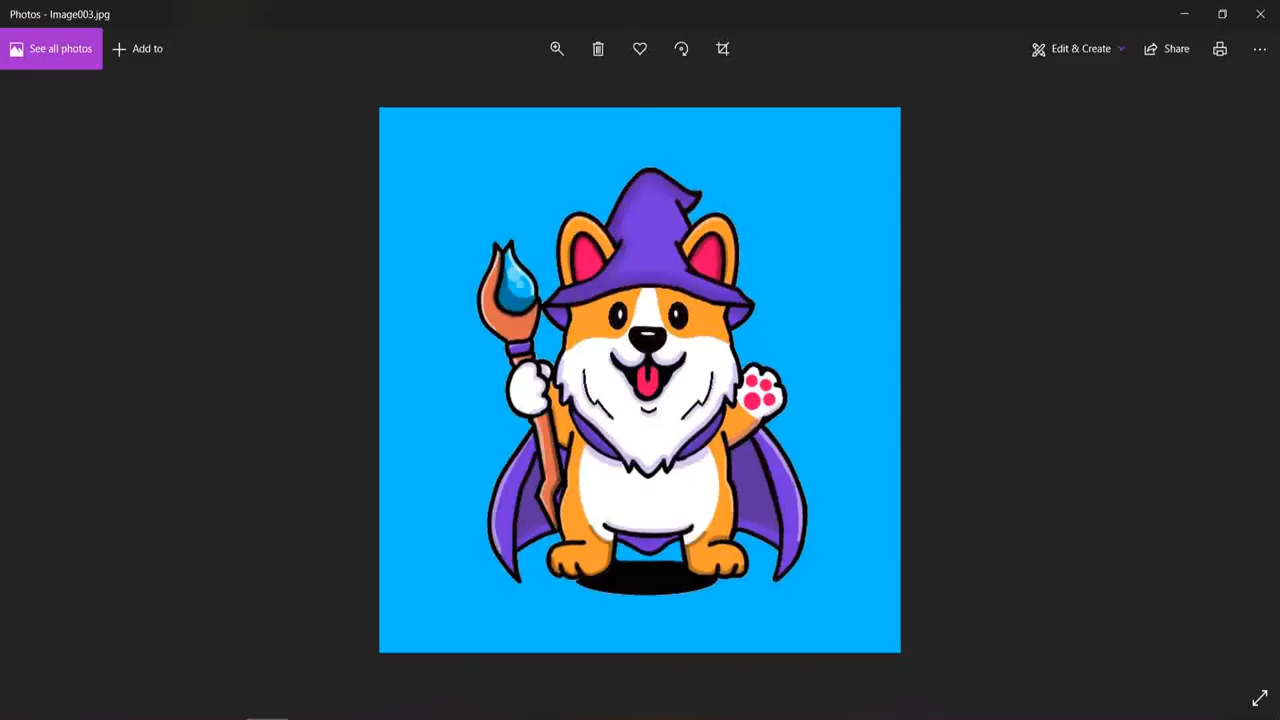 Photos - Image003.jpg
See all photos
Add to
Edit & Create
Share